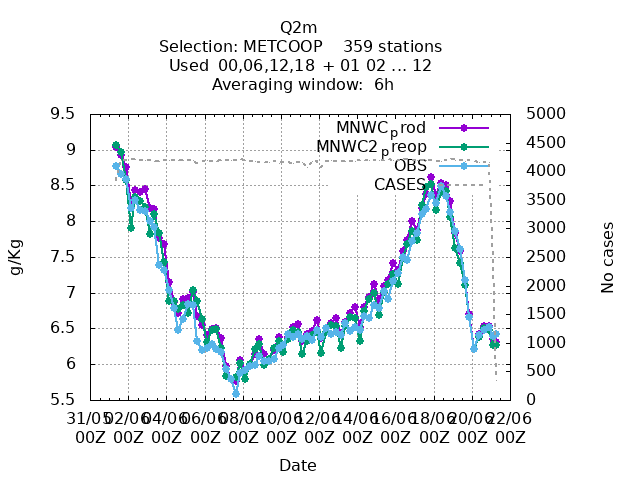 Q2m
Selection: METCOOP    359 stations
Used  00,06,12,18 + 01 02 ... 12
Averaging window:  6h
MNWCprod
MNWC2preop
OBS
CASES
9.5
9
8.5
8
7.5
7
6.5
6
5.5
g/Kg
5000
4500
4000
3500
3000
2500
2000
1500
1000
500
0
No cases
31/05 02/06 04/06 06/06 08/06 10/06 12/06 14/06 16/06 18/06 20/06 22/06
00Z 00Z 00Z 00Z 00Z 00Z 00Z 00Z 00Z 00Z 00Z 00Z
Date